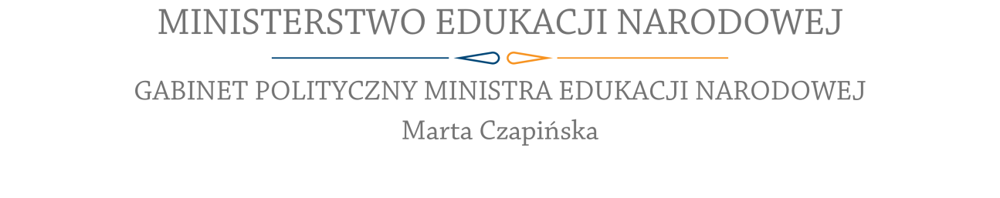 MINISTERSTWO EDUKACJI NARODOWEJ
GABINET POLITYCZNY MINISTRA EDUKACJI NARODOWEJ
Marta Czapińska